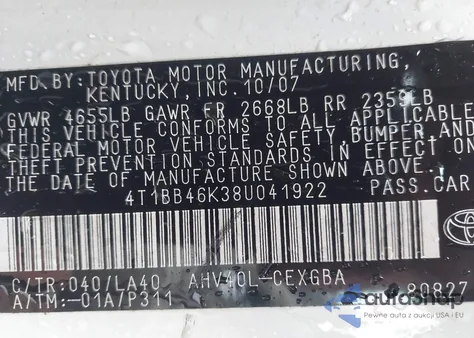 MFD. BY: TOYOTA MOTOR MANUFACTURING,
KENTUCKY, INC. 10/07
GVWR 4655LB GAWR FR 2668LB RR 2359LB
THIS VEHICLE CONFORMS TO ALL APPLICABLE
FEDERAL MOTOR VEHICLE SAFETY, BUMPER, AND
THEFT PREVENTION STANDARDS IN EFFECT ON
THE DATE OF MANUFACTURE SHOWN ABOVE.
4T1BB46K38U041922 PASS.CAR
TOYOTA
C/TR:040/LA40 AHV40L-CEXGBA
A/TM:-01A/P311 80827
autaShop
Pewne auta z aukcji USA i EU